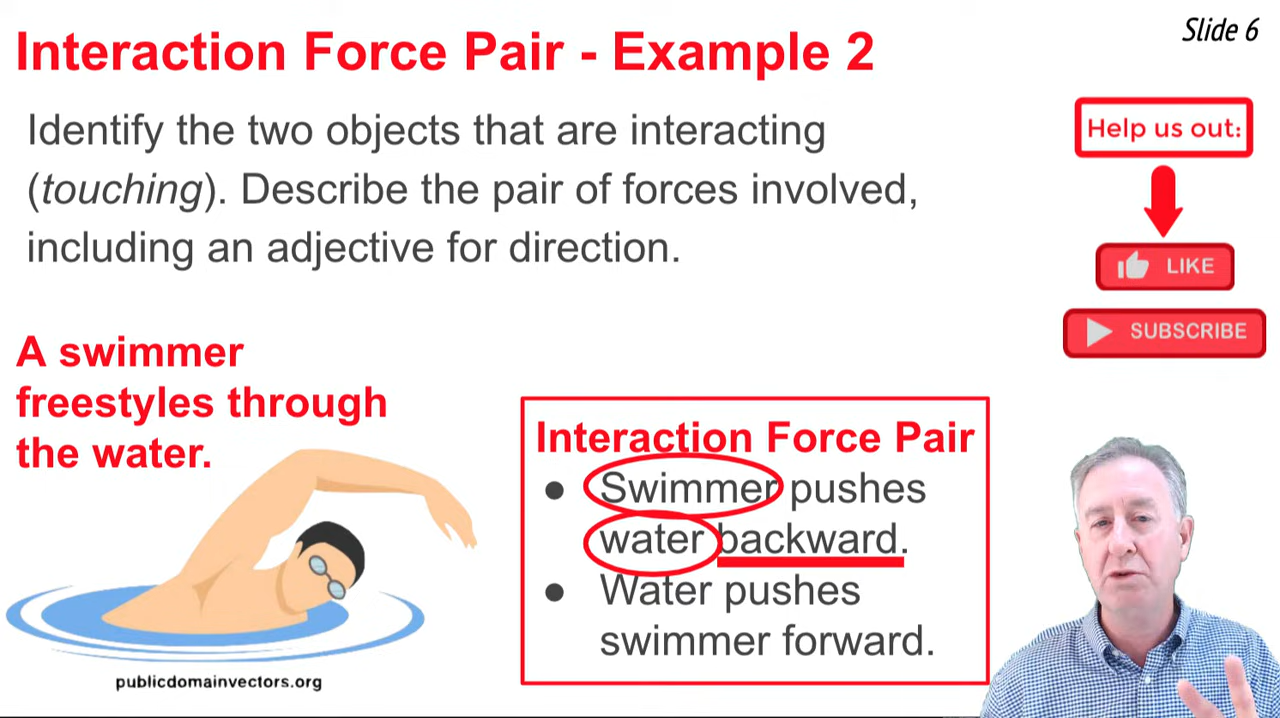 Slide 6
Interaction Force Pair - Example 2
Identify the two objects that are interacting
(touching). Describe the pair of forces involved,
including an adjective for direction.
Help us out:
LIKE
SUBSCRIBE
A swimmer
freestyles through
the water.
publicdomainvectors.org
Interaction Force Pair
● Swimmer pushes
water backward.
● Water pushes
swimmer forward.